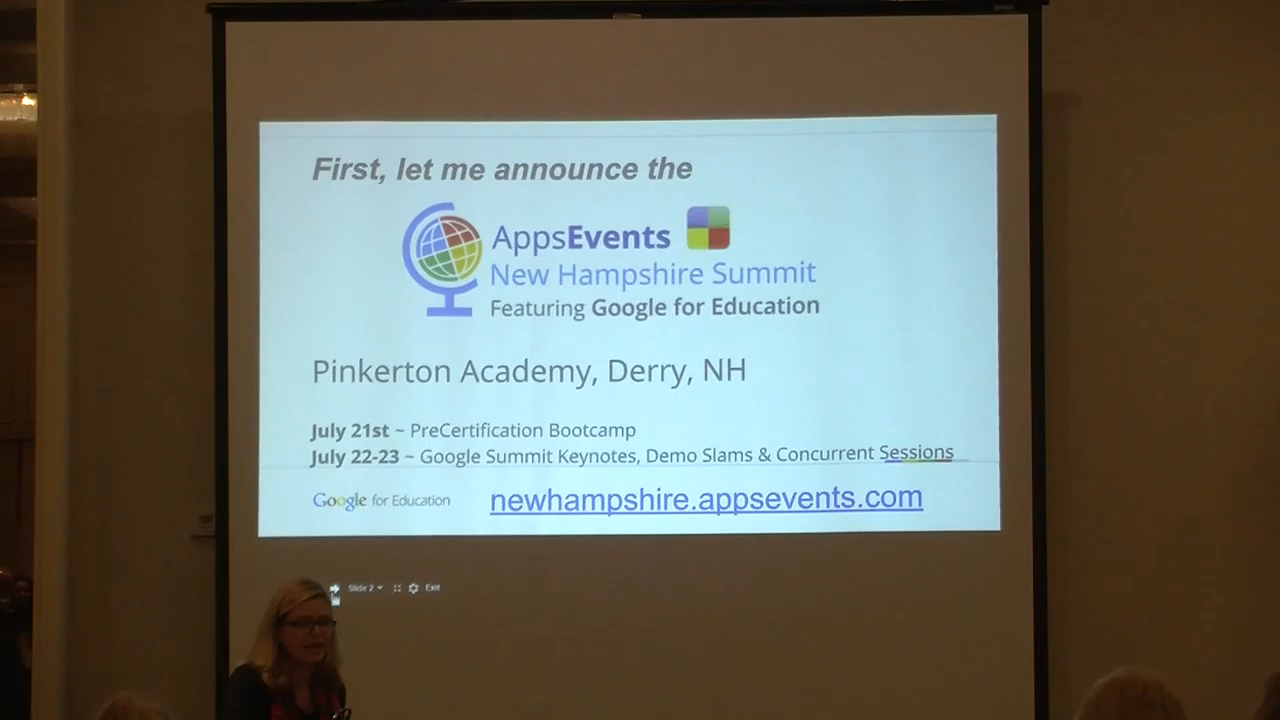 First, let me announce the
AppsEvents
New Hampshire Summit
Featuring Google for Education
Pinkerton Academy, Derry, NH
July 21st ~ PreCertification Bootcamp
July 22-23 ~ Google Summit Keynotes, Demo Slams & Concurrent Sessions
Google for Education newhampshire.appsevents.com
Slide 2 Exit